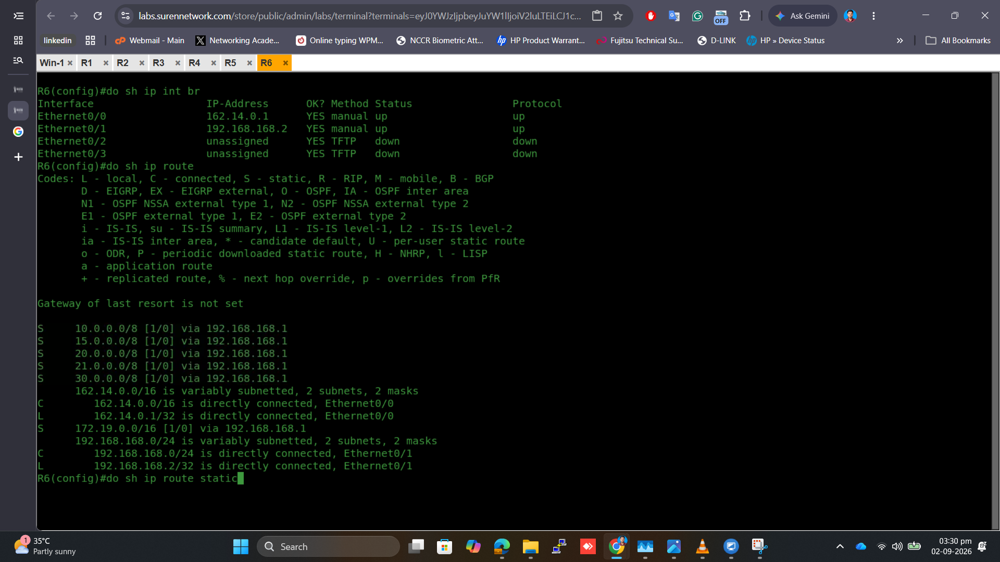 labs.surennetwork.com/store/public/admin/labs/terminal?terminals=eyJ0YWJzIjpbeyJuYW1lIjoiV2luLTEiLCJ1c...
OFF
Ask Gemini
linkedin
Webmail - Main
Networking Acade...
Online typing WPM...
NCCR Biometric Att...
HP Product Warrant...
Fujitsu Technical Su...
D-LINK
HP » Device Status
»
All Bookmarks
Win-1 × R1 × R2 × R3 × R4 × R5 × R6 ×
R6(config)#do sh ip int br
Interface                  IP-Address      OK? Method Status                Protocol
Ethernet0/0                162.14.0.1      YES manual up                    up
Ethernet0/1                192.168.168.2   YES manual up                    up
Ethernet0/2                unassigned      YES TFTP   down                  down
Ethernet0/3                unassigned      YES TFTP   down                  down
R6(config)#do sh ip route
Codes: L - local, C - connected, S - static, R - RIP, M - mobile, B - BGP
       D - EIGRP, EX - EIGRP external, O - OSPF, IA - OSPF inter area
       N1 - OSPF NSSA external type 1, N2 - OSPF NSSA external type 2
       E1 - OSPF external type 1, E2 - OSPF external type 2
       i - IS-IS, su - IS-IS summary, L1 - IS-IS level-1, L2 - IS-IS level-2
       ia - IS-IS inter area, * - candidate default, U - per-user static route
       o - ODR, P - periodic downloaded static route, H - NHRP, l - LISP
       a - application route
       + - replicated route, % - next hop override, p - overrides from PfR
Gateway of last resort is not set
S     10.0.0.0/8 [1/0] via 192.168.168.1
S     15.0.0.0/8 [1/0] via 192.168.168.1
S     20.0.0.0/8 [1/0] via 192.168.168.1
S     21.0.0.0/8 [1/0] via 192.168.168.1
S     30.0.0.0/8 [1/0] via 192.168.168.1
      162.14.0.0/16 is variably subnetted, 2 subnets, 2 masks
C        162.14.0.0/16 is directly connected, Ethernet0/0
L        162.14.0.1/32 is directly connected, Ethernet0/0
S     172.19.0.0/16 [1/0] via 192.168.168.1
      192.168.168.0/24 is variably subnetted, 2 subnets, 2 masks
C        192.168.168.0/24 is directly connected, Ethernet0/1
L        192.168.168.2/32 is directly connected, Ethernet0/1
R6(config)#do sh ip route static
1
35°C
Partly sunny
Search
03:30 pm
02-09-2026